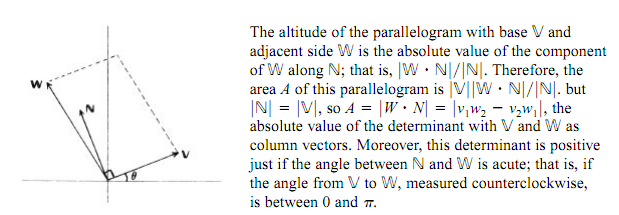 The altitude of the parallelogram with base 𝕍 and
adjacent side 𝕎 is the absolute value of the component
of 𝕎 along ℕ; that is, |𝕎 · ℕ|/|ℕ|. Therefore, the
area A of this parallelogram is |𝕍||𝕎 · ℕ|/|ℕ|. but
|ℕ| = |𝕍|, so A = |W · N| = |v₁w₂ − v₂w₁|, the
absolute value of the determinant with 𝕍 and 𝕎 as
column vectors. Moreover, this determinant is positive
just if the angle between ℕ and 𝕎 is acute; that is, if
the angle from 𝕍 to 𝕎, measured counterclockwise,
is between 0 and π.
W
N
V
θ